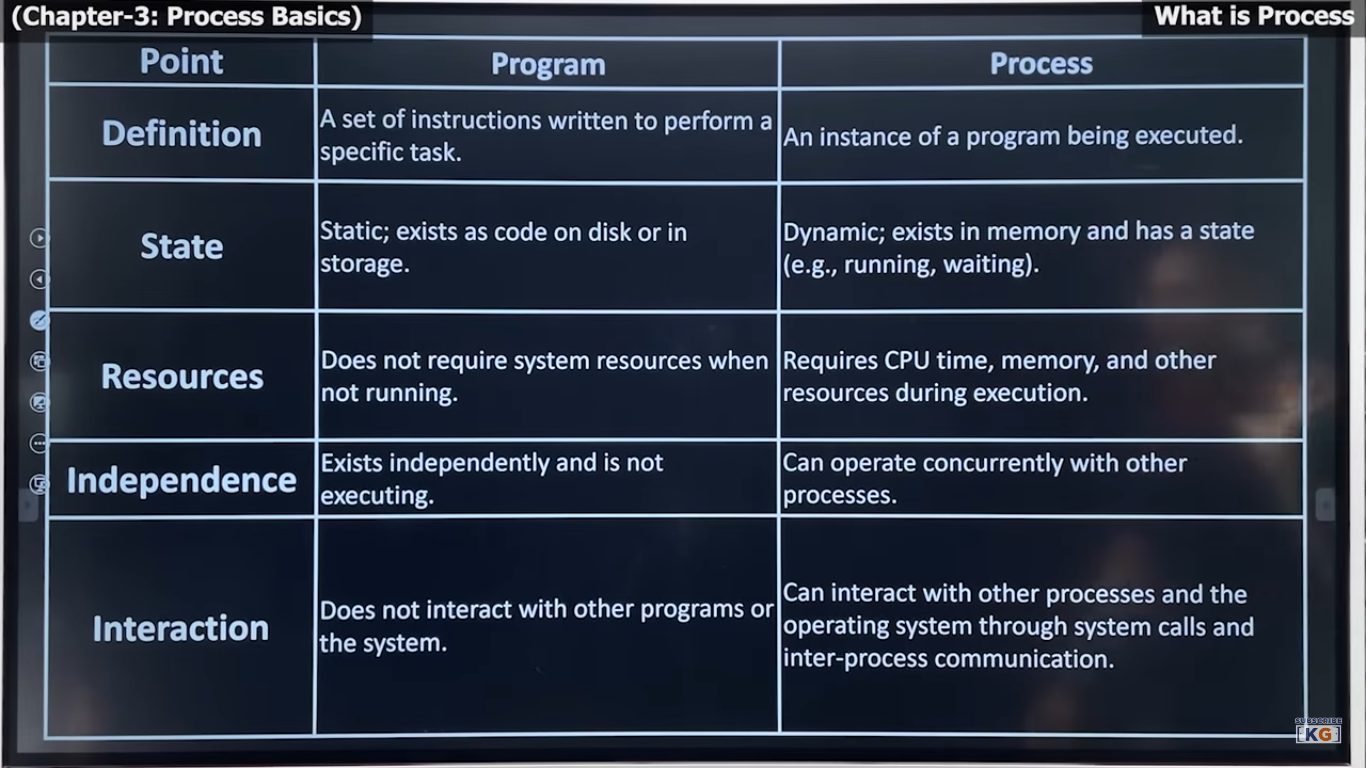 (Chapter-3: Process Basics)
What is Process
Point
Program
Process
Definition
A set of instructions written to perform a
specific task.
An instance of a program being executed.
State
Static; exists as code on disk or in
storage.
Dynamic; exists in memory and has a state
(e.g., running, waiting).
Resources
Does not require system resources when
not running.
Requires CPU time, memory, and other
resources during execution.
Independence
Exists independently and is not
executing.
Can operate concurrently with other
processes.
Interaction
Does not interact with other programs or
the system.
Can interact with other processes and the
operating system through system calls and
inter-process communication.
SUBSCRIBE
KG